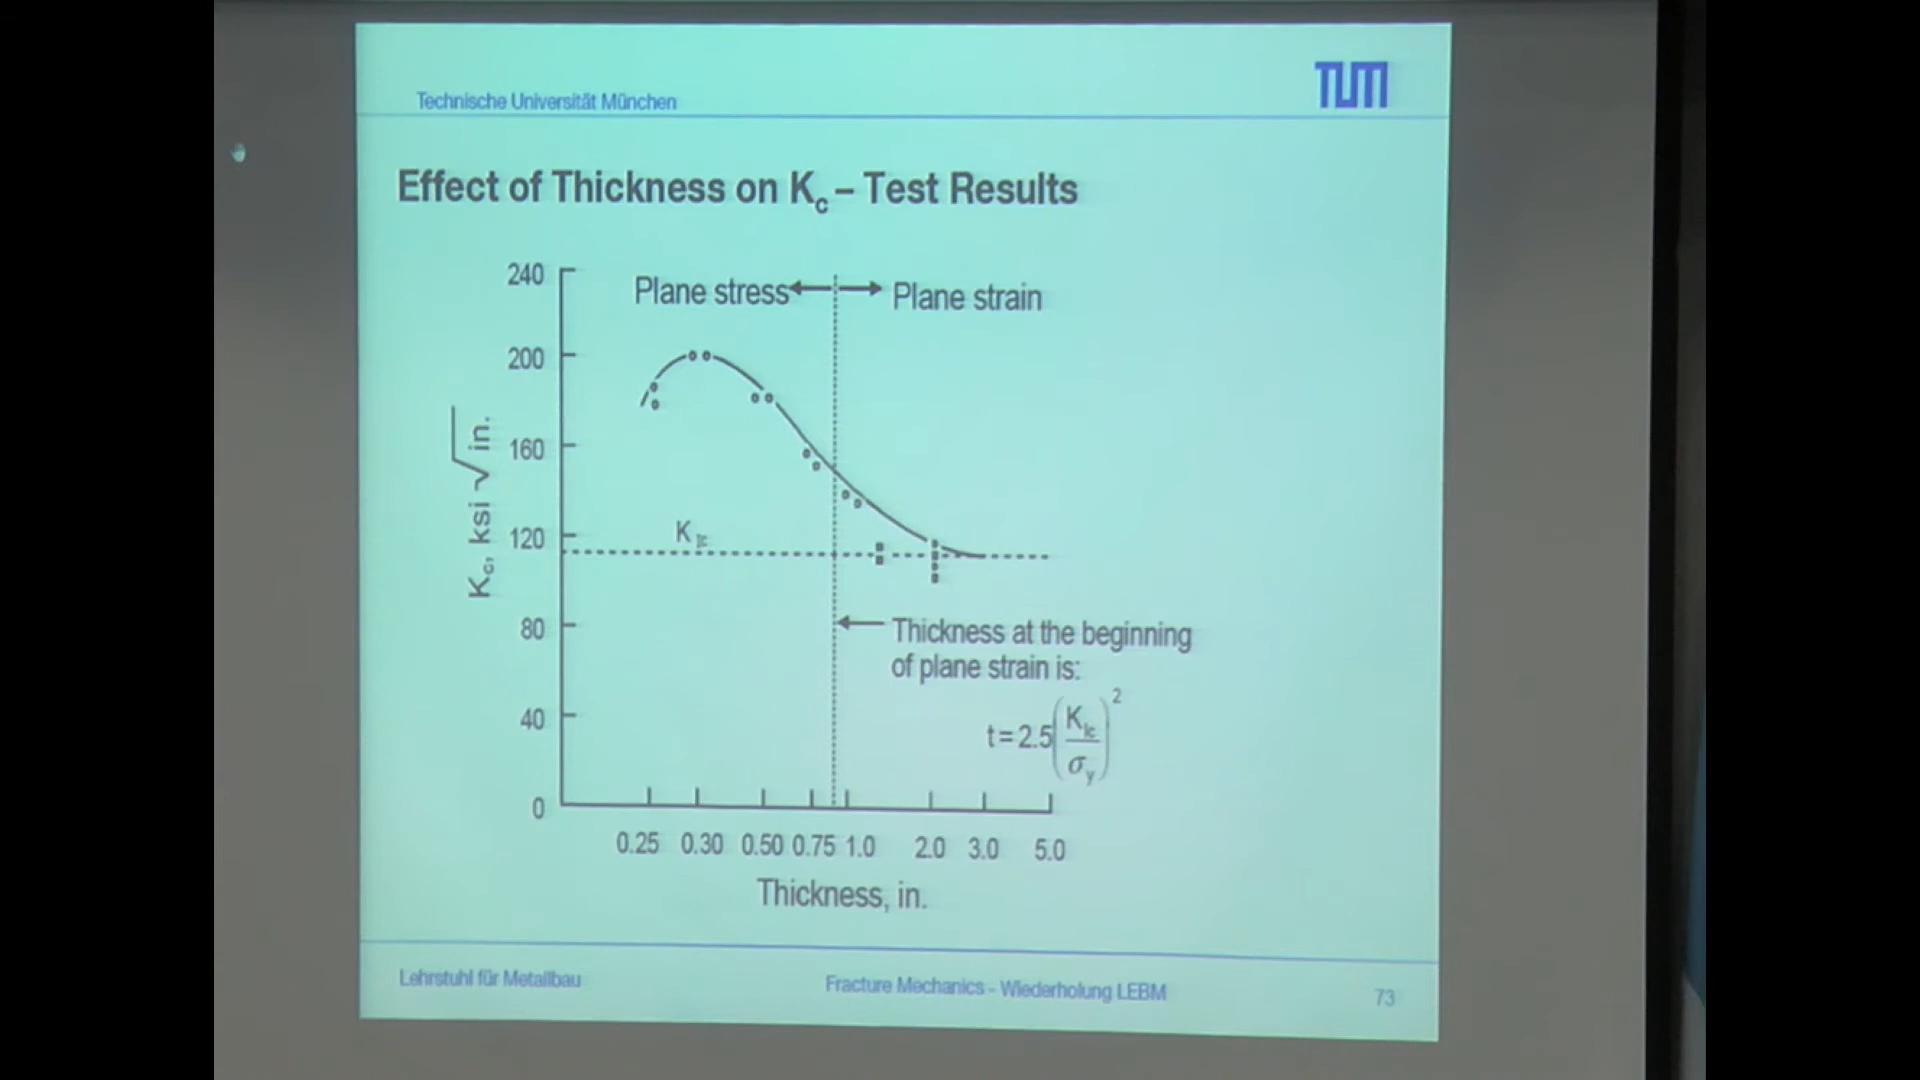 Technische Universität München
TUM
Effect of Thickness on Kc – Test Results
240
200
160
120
80
40
0
Kc, ksi √in.
Plane stress
Plane strain
KIc
Thickness at the beginning
of plane strain is:
t = 2.5 (KIc / σy)²
0.25 0.30 0.50 0.75 1.0 2.0 3.0 5.0
Thickness, in.
Lehrstuhl für Metallbau
Fracture Mechanics - Wiederholung LEBM
73